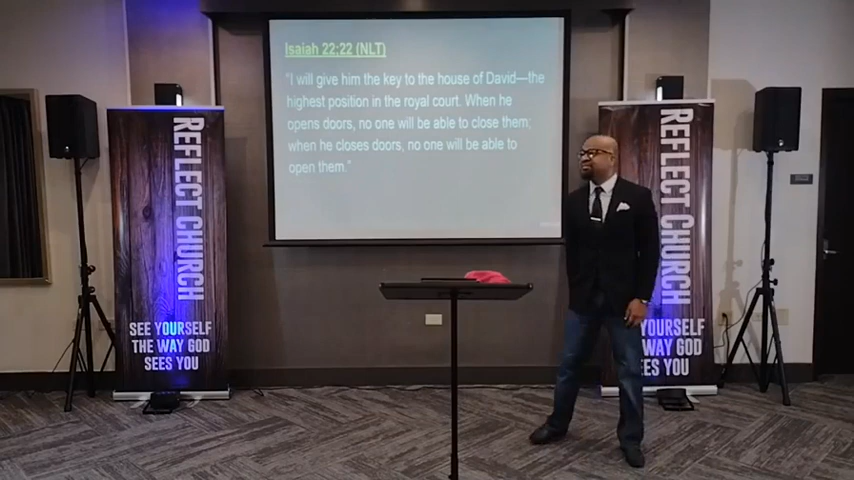 Isaiah 22:22 (NLT)
“I will give him the key to the house of David—the
highest position in the royal court. When he
opens doors, no one will be able to close them;
when he closes doors, no one will be able to
open them.”
REFLECT CHURCH
SEE YOURSELF
THE WAY GOD
SEES YOU
REFLECT CHURCH
YOURSELF
WAY GOD
SEES YOU